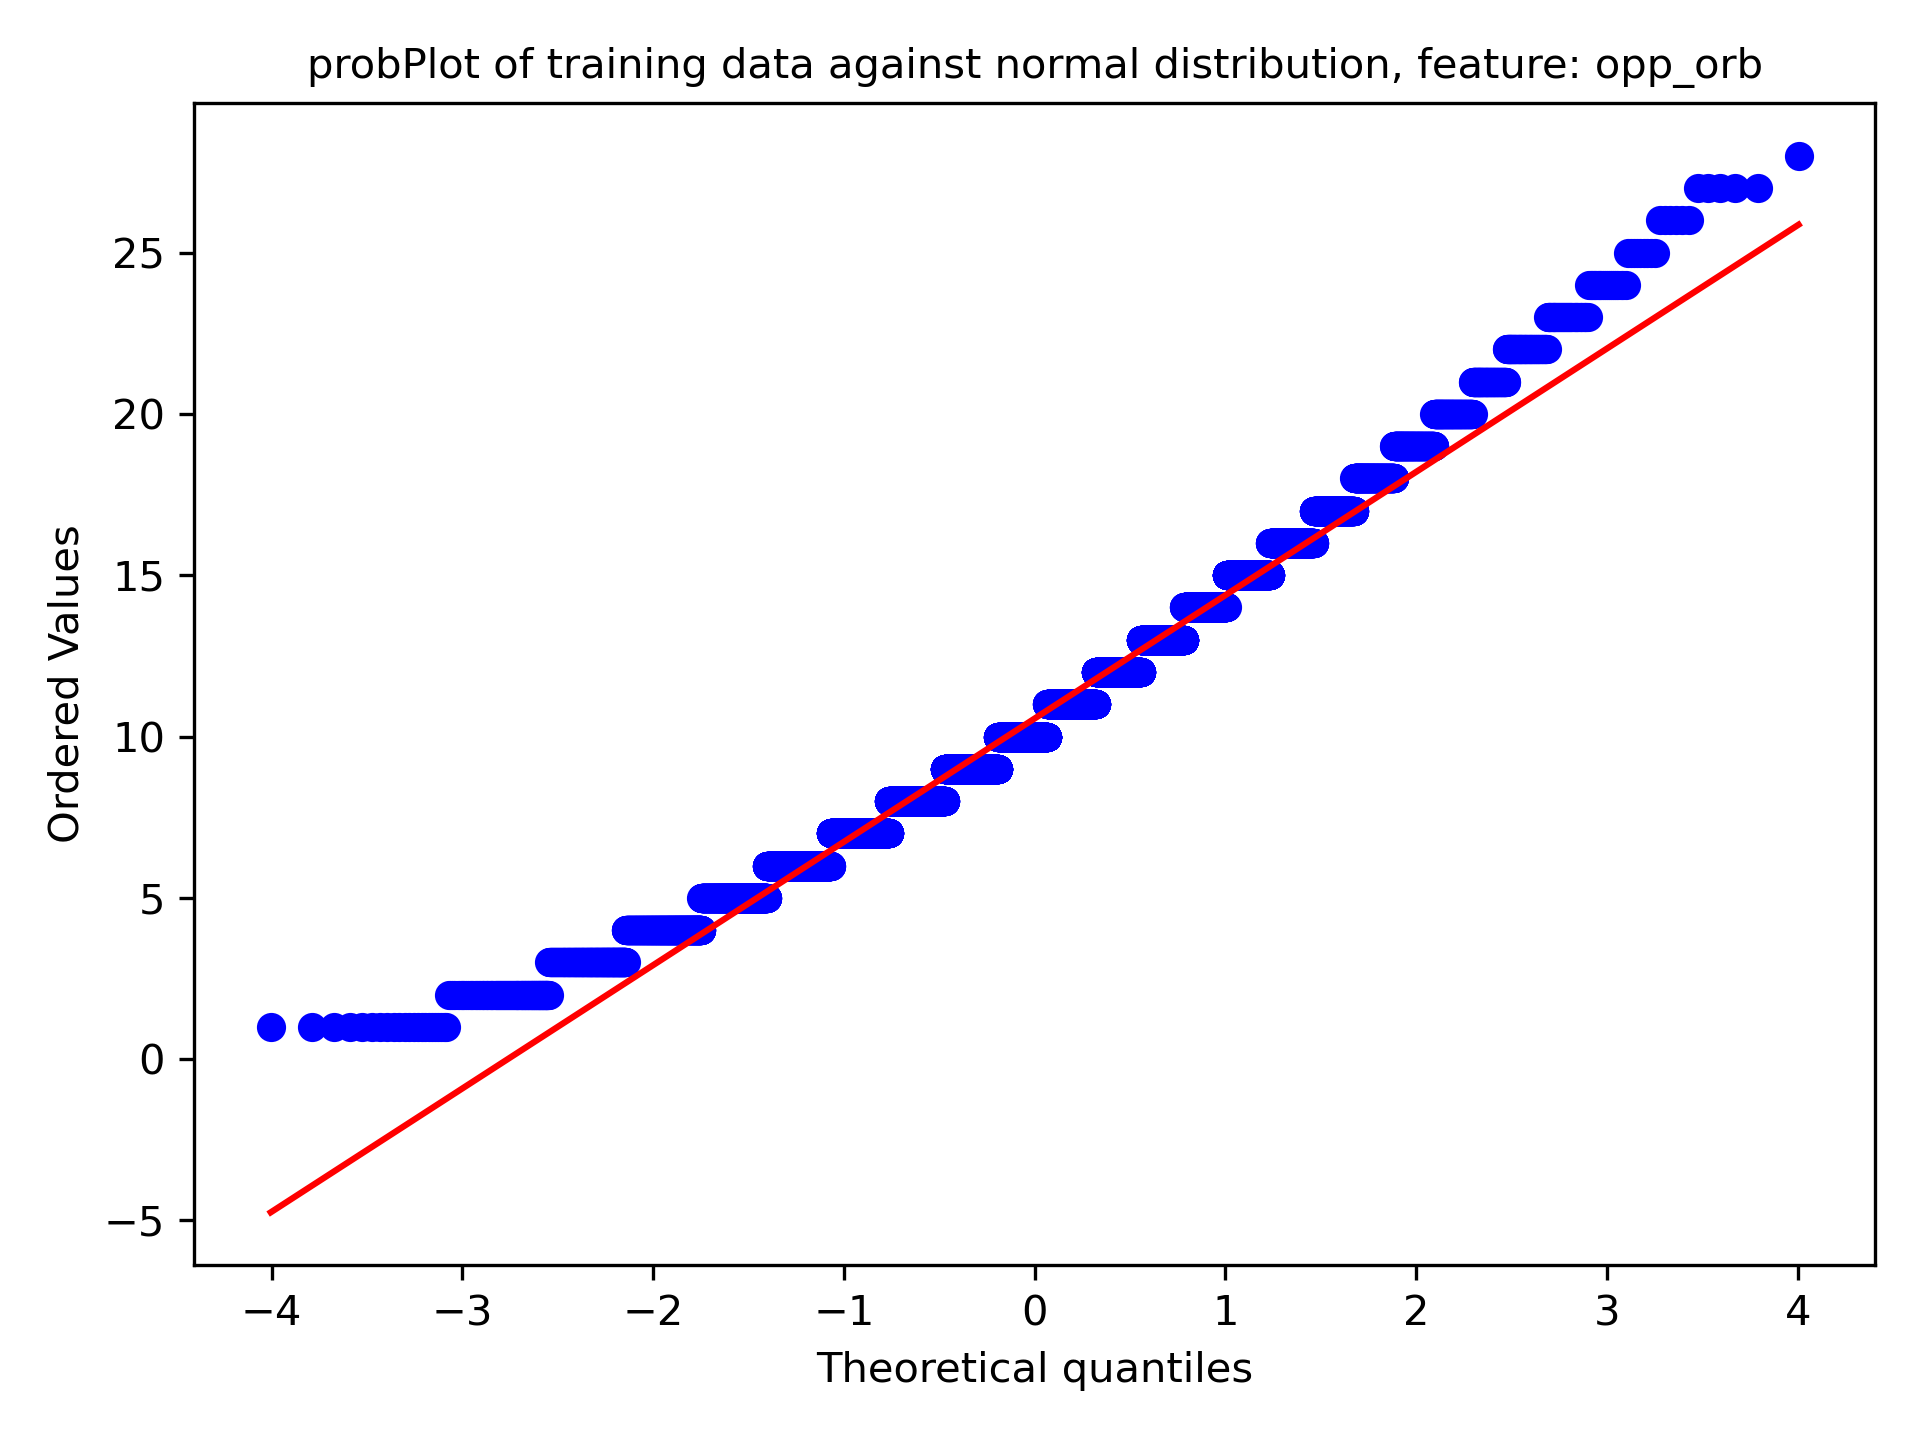 probPlot of training data against normal distribution, feature: opp_orb
Ordered Values
25
20
15
10
5
0
−5
−4 −3 −2 −1 0 1 2 3 4
Theoretical quantiles